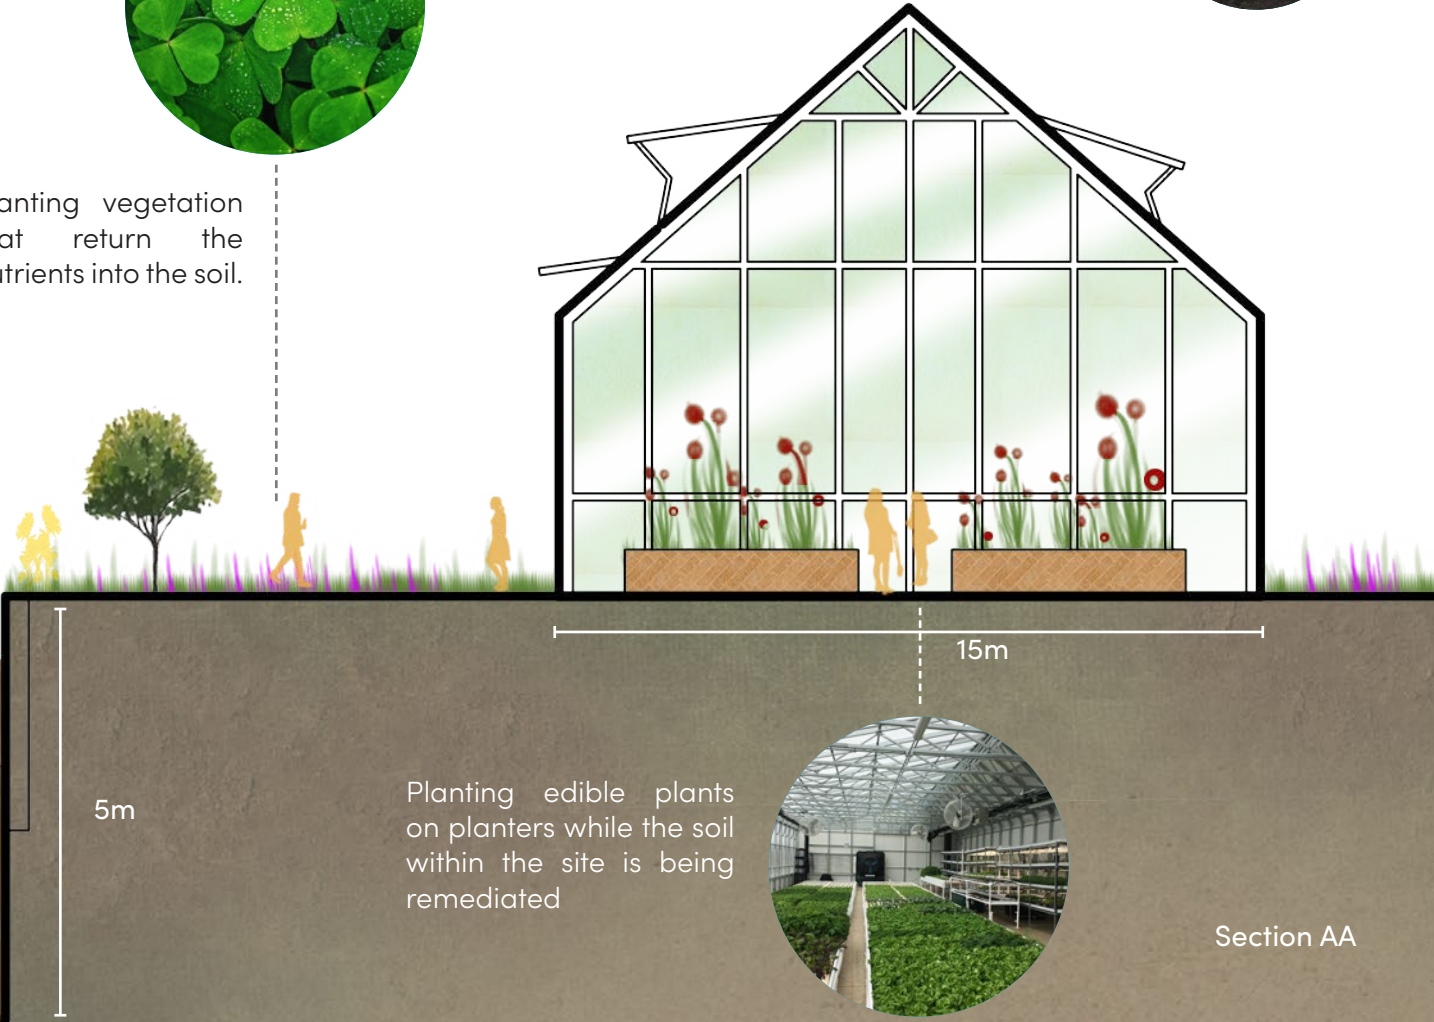 anting vegetation
at return the
utrients into the soil.
15m
5m
Planting edible plants
on planters while the soil
within the site is being
remediated
Section AA